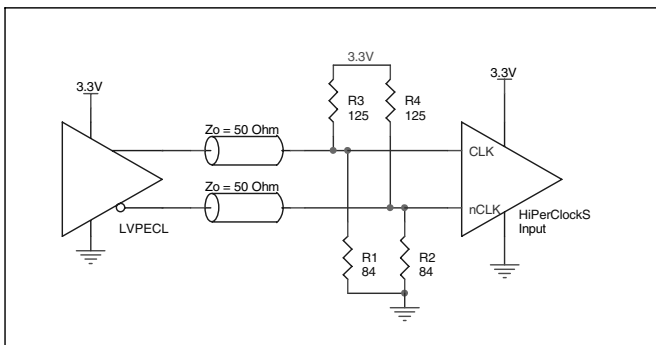 3.3V
3.3V
3.3V
R3
125
R4
125
Zo = 50 Ohm
CLK
Zo = 50 Ohm
nCLK
HiPerClockS
Input
LVPECL
R1
84
R2
84